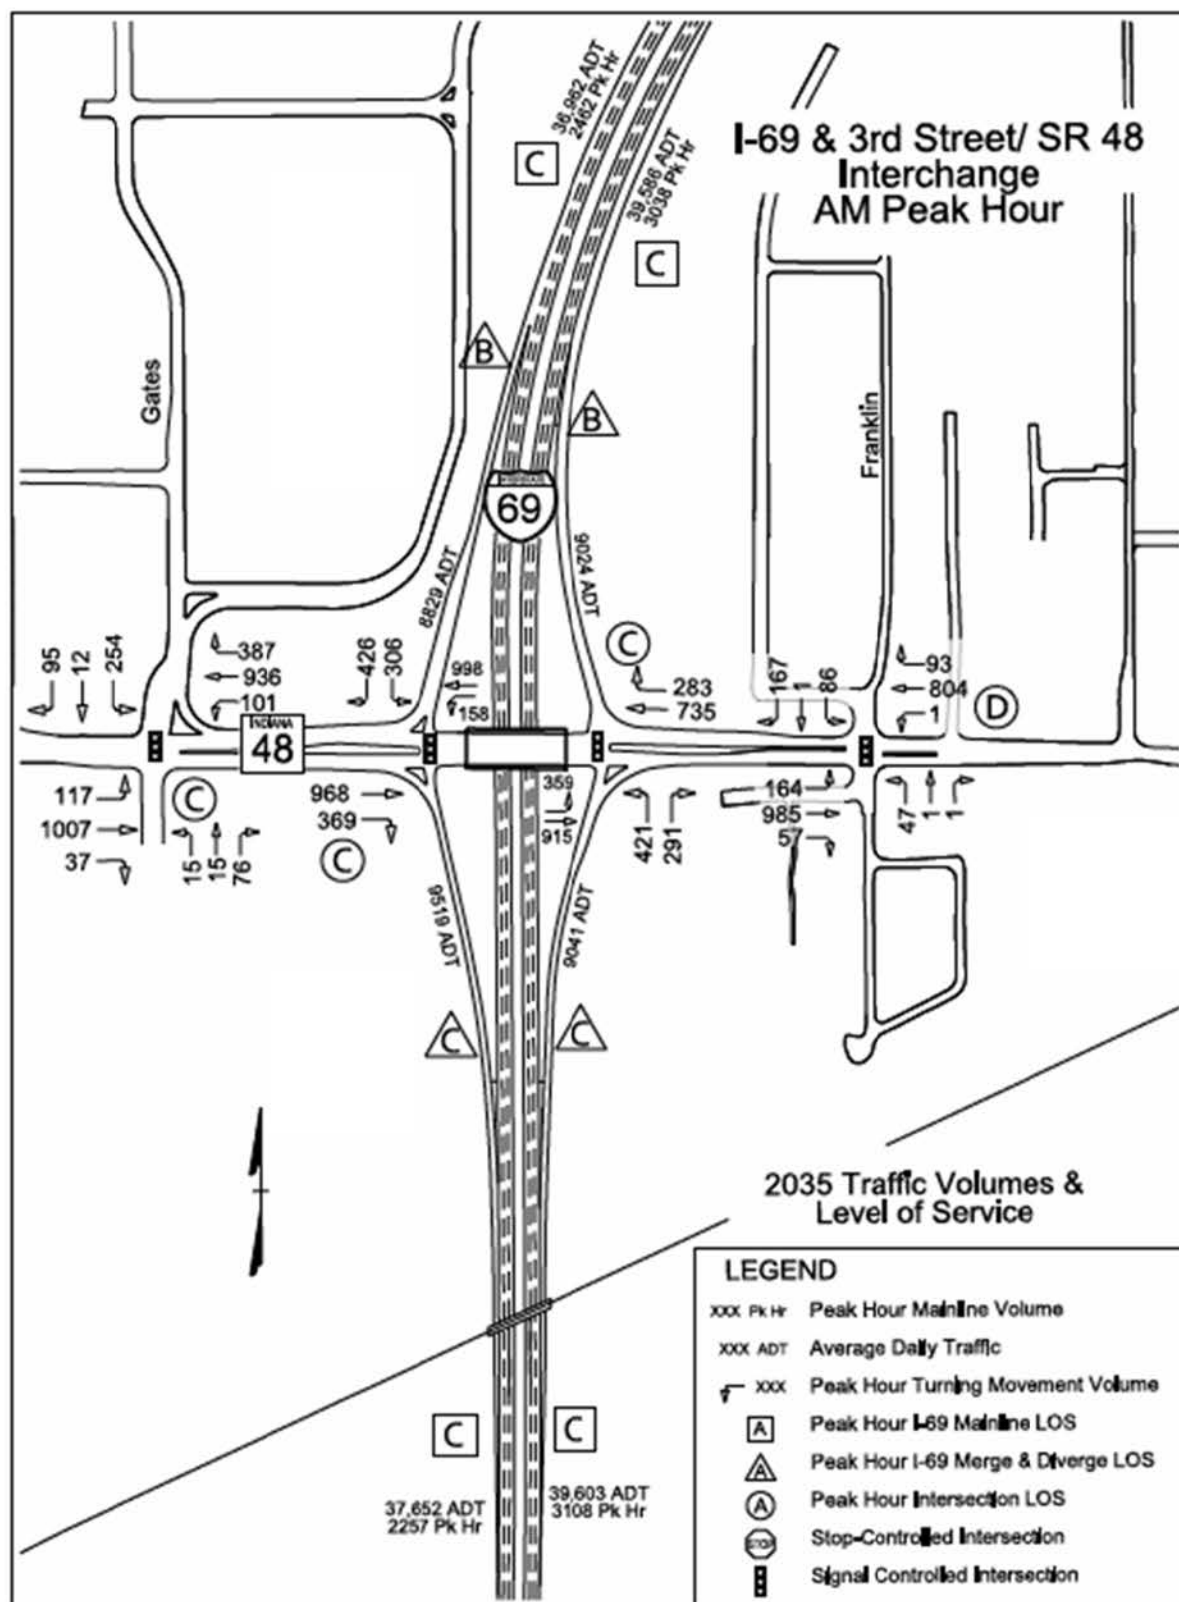 36,962 ADT
2462 Pk Hr
C
39,586 ADT
3038 Pk Hr
C
I-69 & 3rd Street/ SR 48
Interchange
AM Peak Hour
B
B
Gates
Franklin
INTERSTATE
69
8829 ADT
9024 ADT
95
12
254
387
936
101
426
306
998
158
C
283
735
167
1
86
93
804
1
D
INDIANA
48
117
1007
37
C
15
15
76
968
369
C
359
915
421
291
164
985
57
47
1
1
9519 ADT
9041 ADT
C
C
2035 Traffic Volumes &
Level of Service
C
C
37,652 ADT
2257 Pk Hr
39,603 ADT
3108 Pk Hr
LEGEND
XXX Pk Hr Peak Hour Mainline Volume
XXX ADT Average Daily Traffic
XXX Peak Hour Turning Movement Volume
A Peak Hour I-69 Mainline LOS
A Peak Hour I-69 Merge & Diverge LOS
A Peak Hour Intersection LOS
STOP Stop-Controlled Intersection
Signal Controlled Intersection